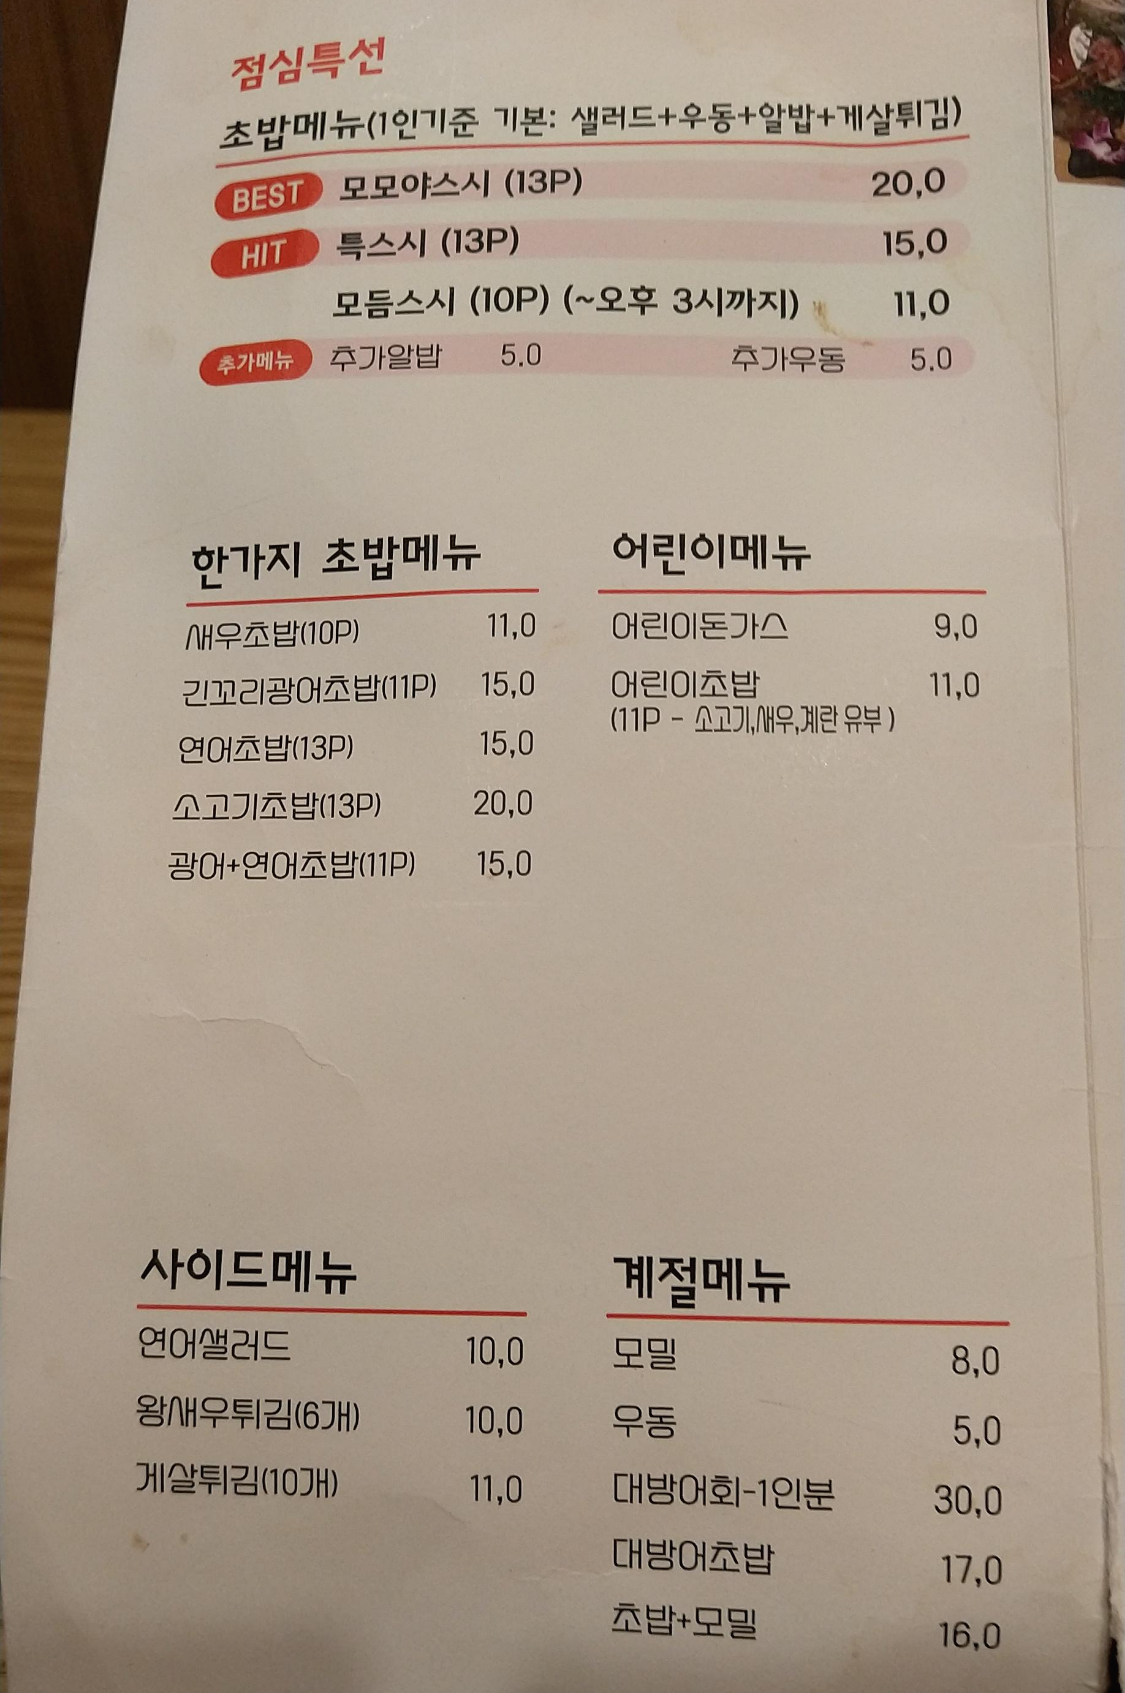 점심특선
초밥메뉴(1인기준 기본: 샐러드+우동+알밥+게살튀김)
BEST 모모야스시 (13P) 20,0
HIT 특스시 (13P) 15,0
모듬스시 (10P) (~오후 3시까지) 11,0
추가메뉴 추가알밥 5.0 추가우동 5.0
한가지 초밥메뉴
새우초밥(10P) 11,0
긴꼬리광어초밥(11P) 15,0
연어초밥(13P) 15,0
소고기초밥(13P) 20,0
광어+연어초밥(11P) 15,0
어린이메뉴
어린이돈가스 9,0
어린이초밥 11,0
(11P - 소고기,새우,계란 유부 )
사이드메뉴
연어샐러드 10,0
왕새우튀김(6개) 10,0
게살튀김(10개) 11,0
계절메뉴
모밀 8,0
우동 5,0
대방어회-1인분 30,0
대방어초밥 17,0
초밥+모밀 16,0